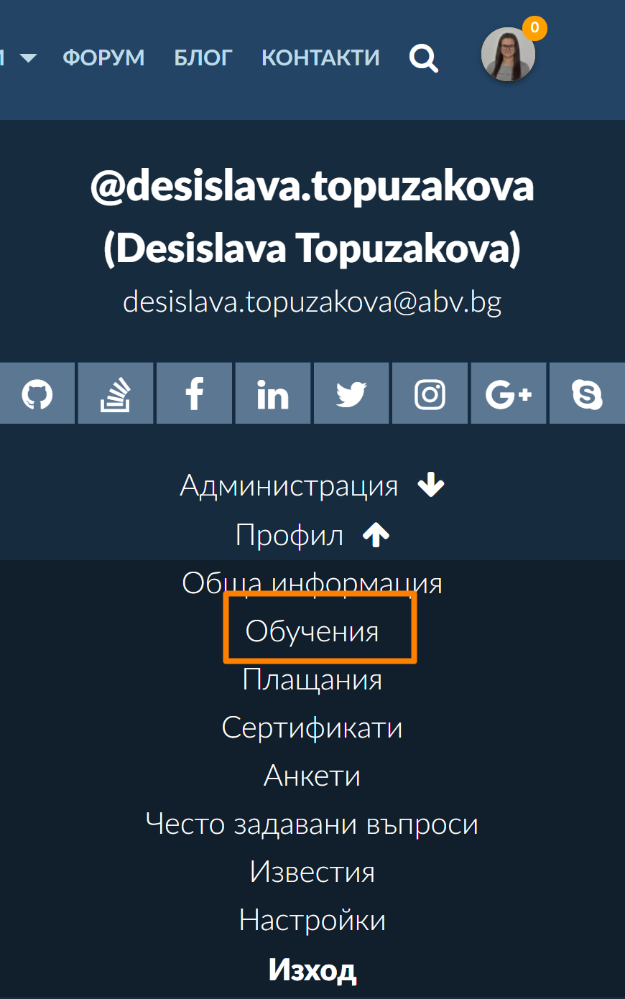 ФОРУМ БЛОГ КОНТАКТИ 0
@desislava.topuzakova
(Desislava Topuzakova)
desislava.topuzakova@abv.bg
Администрация
Профил
Обща информация
Обучения
Плащания
Сертификати
Анкети
Често задавани въпроси
Известия
Настройки
Изход